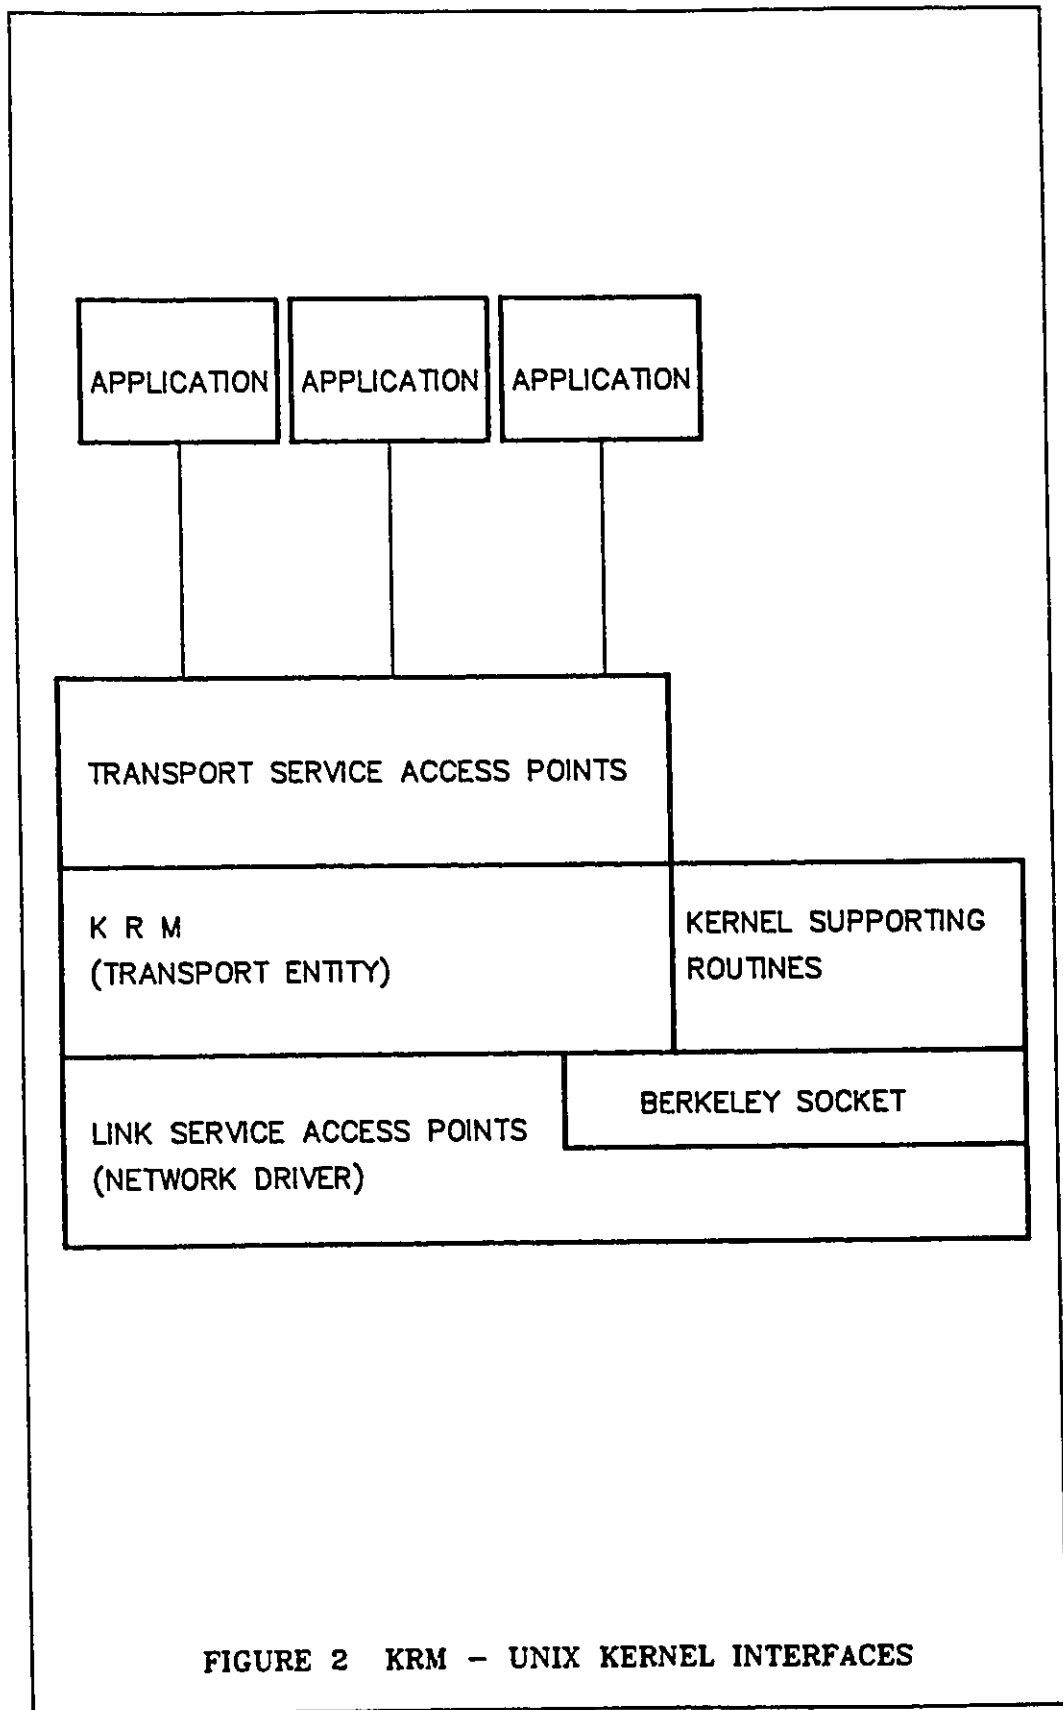 APPLICATION APPLICATION APPLICATION
TRANSPORT SERVICE ACCESS POINTS
K R M
(TRANSPORT ENTITY)
KERNEL SUPPORTING
ROUTINES
BERKELEY SOCKET
LINK SERVICE ACCESS POINTS
(NETWORK DRIVER)
FIGURE 2 KRM – UNIX KERNEL INTERFACES